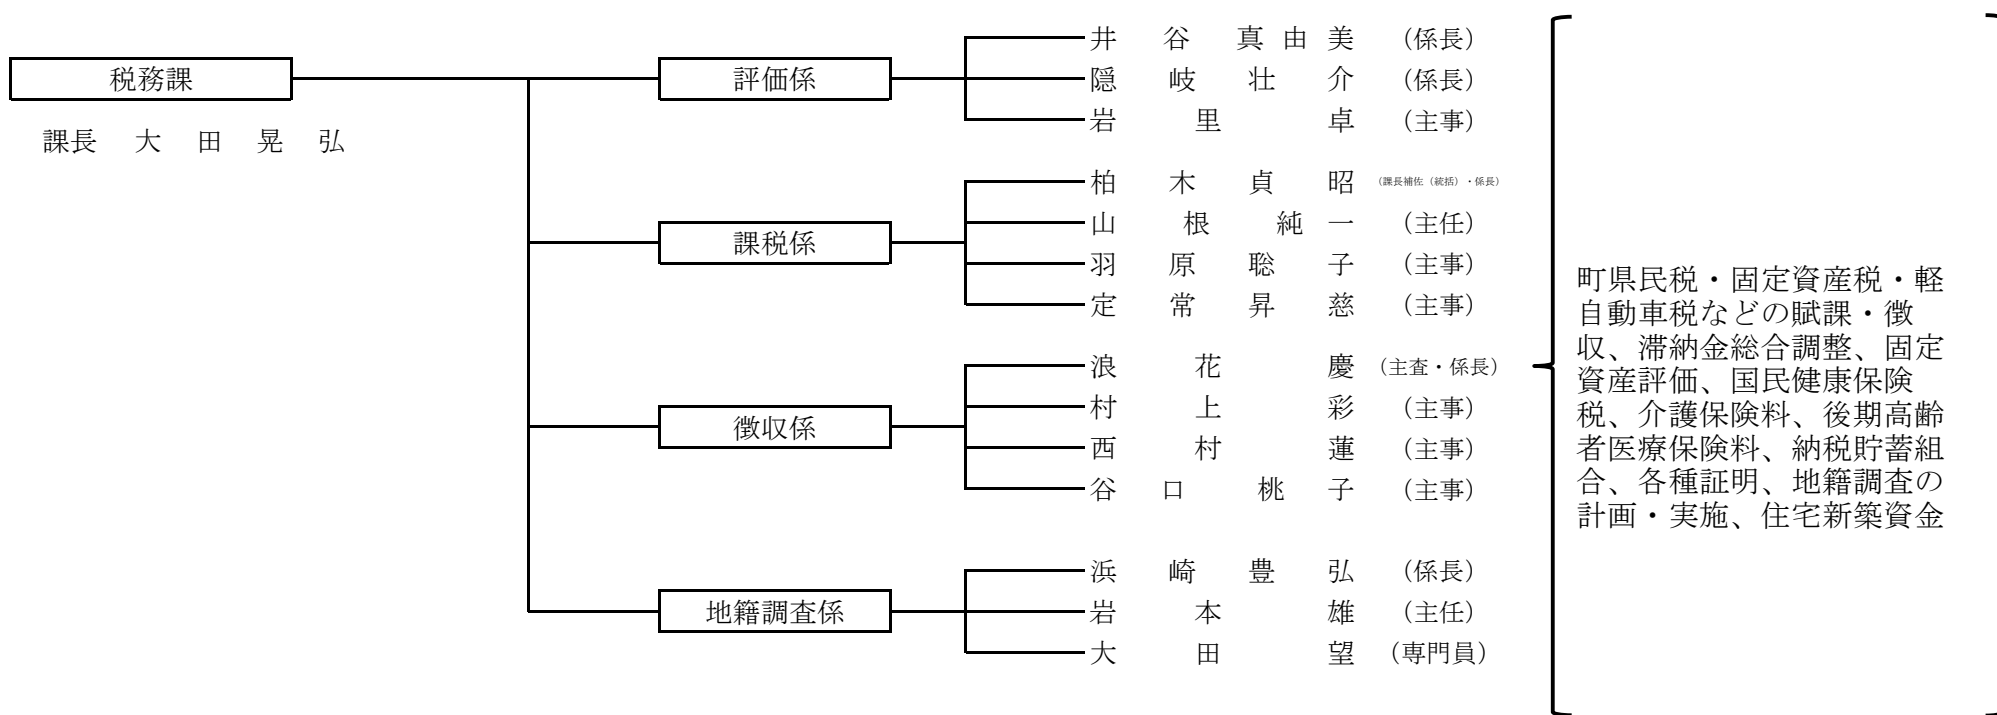 税務課
課長 大田晃弘
評価係
井谷真由美 (係長)
隠岐壮介 (係長)
岩里卓 (主事)
課税係
柏木貞昭 (課長補佐(統括)・係長)
山根純一 (主任)
羽原聡子 (主事)
定常昇慈 (主事)
徴収係
浪花慶 (主査・係長)
村上彩 (主事)
西村蓮 (主事)
谷口桃子 (主事)
地籍調査係
浜崎豊弘 (係長)
岩本雄 (主任)
大田望 (専門員)
町県民税・固定資産税・軽
自動車税などの賦課・徴
収、滞納金総合調整、固定
資産評価、国民健康保険
税、介護保険料、後期高齢
者医療保険料、納税貯蓄組
合、各種証明、地籍調査の
計画・実施、住宅新築資金